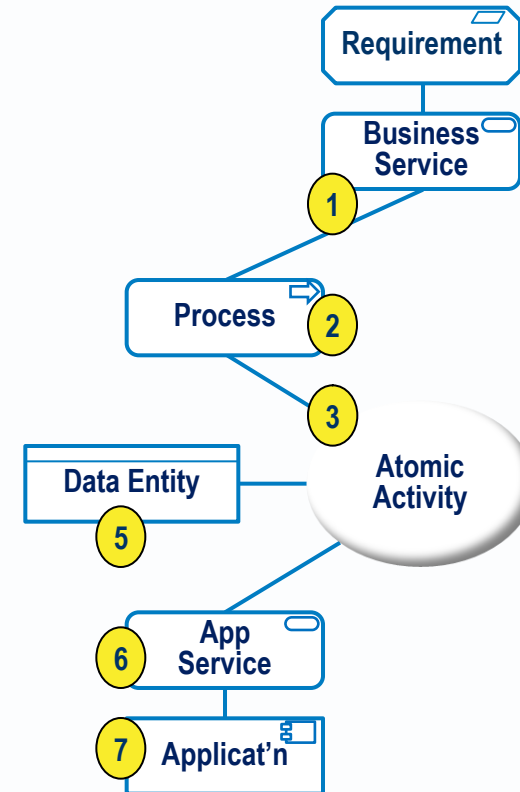 Requirement
Business
Service
1
Process
2
3
Data Entity
Atomic
Activity
5
App
Service
6
7
Applicat'n